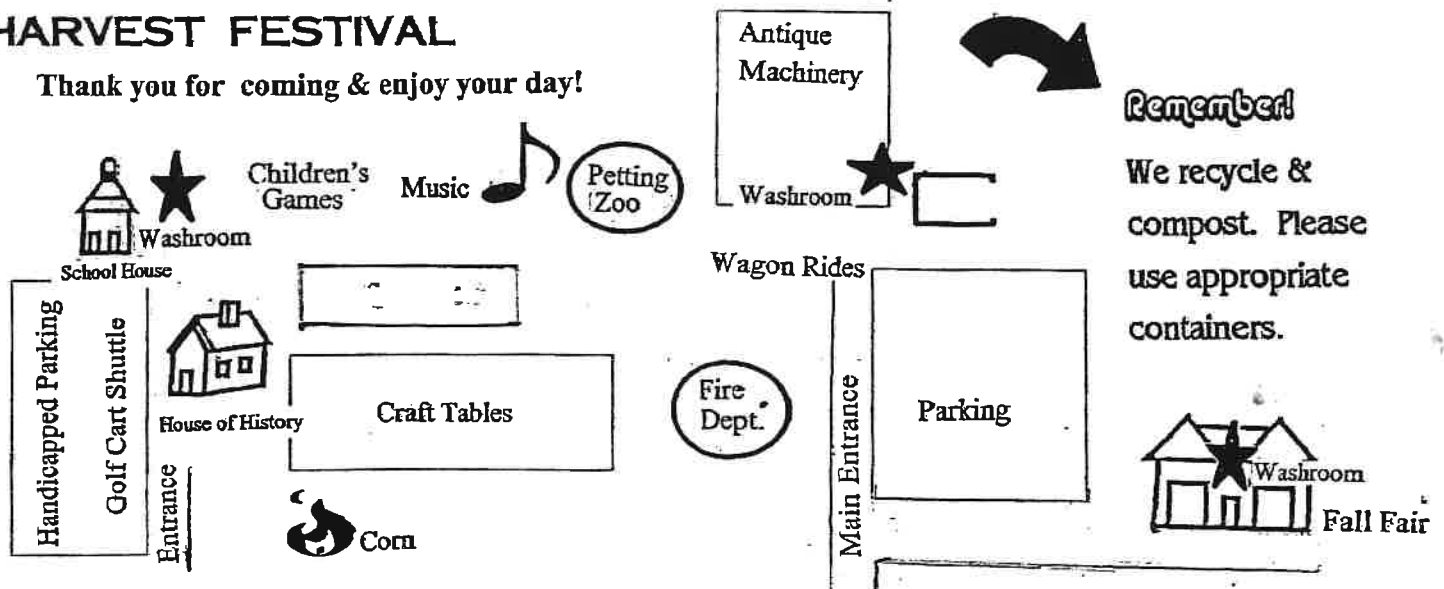 HARVEST FESTIVAL
Thank you for coming & enjoy your day!
Antique
Machinery
Remember!
We recycle &
compost. Please
use appropriate
containers.
Children's
Games
Music
Petting
Zoo
Washroom
Washroom
School House
Wagon Rides
Handicapped Parking
Golf Cart Shuttle
House of History
Craft Tables
Fire
Dept.
Main Entrance
Parking
Washroom
Fall Fair
Entrance
Corn